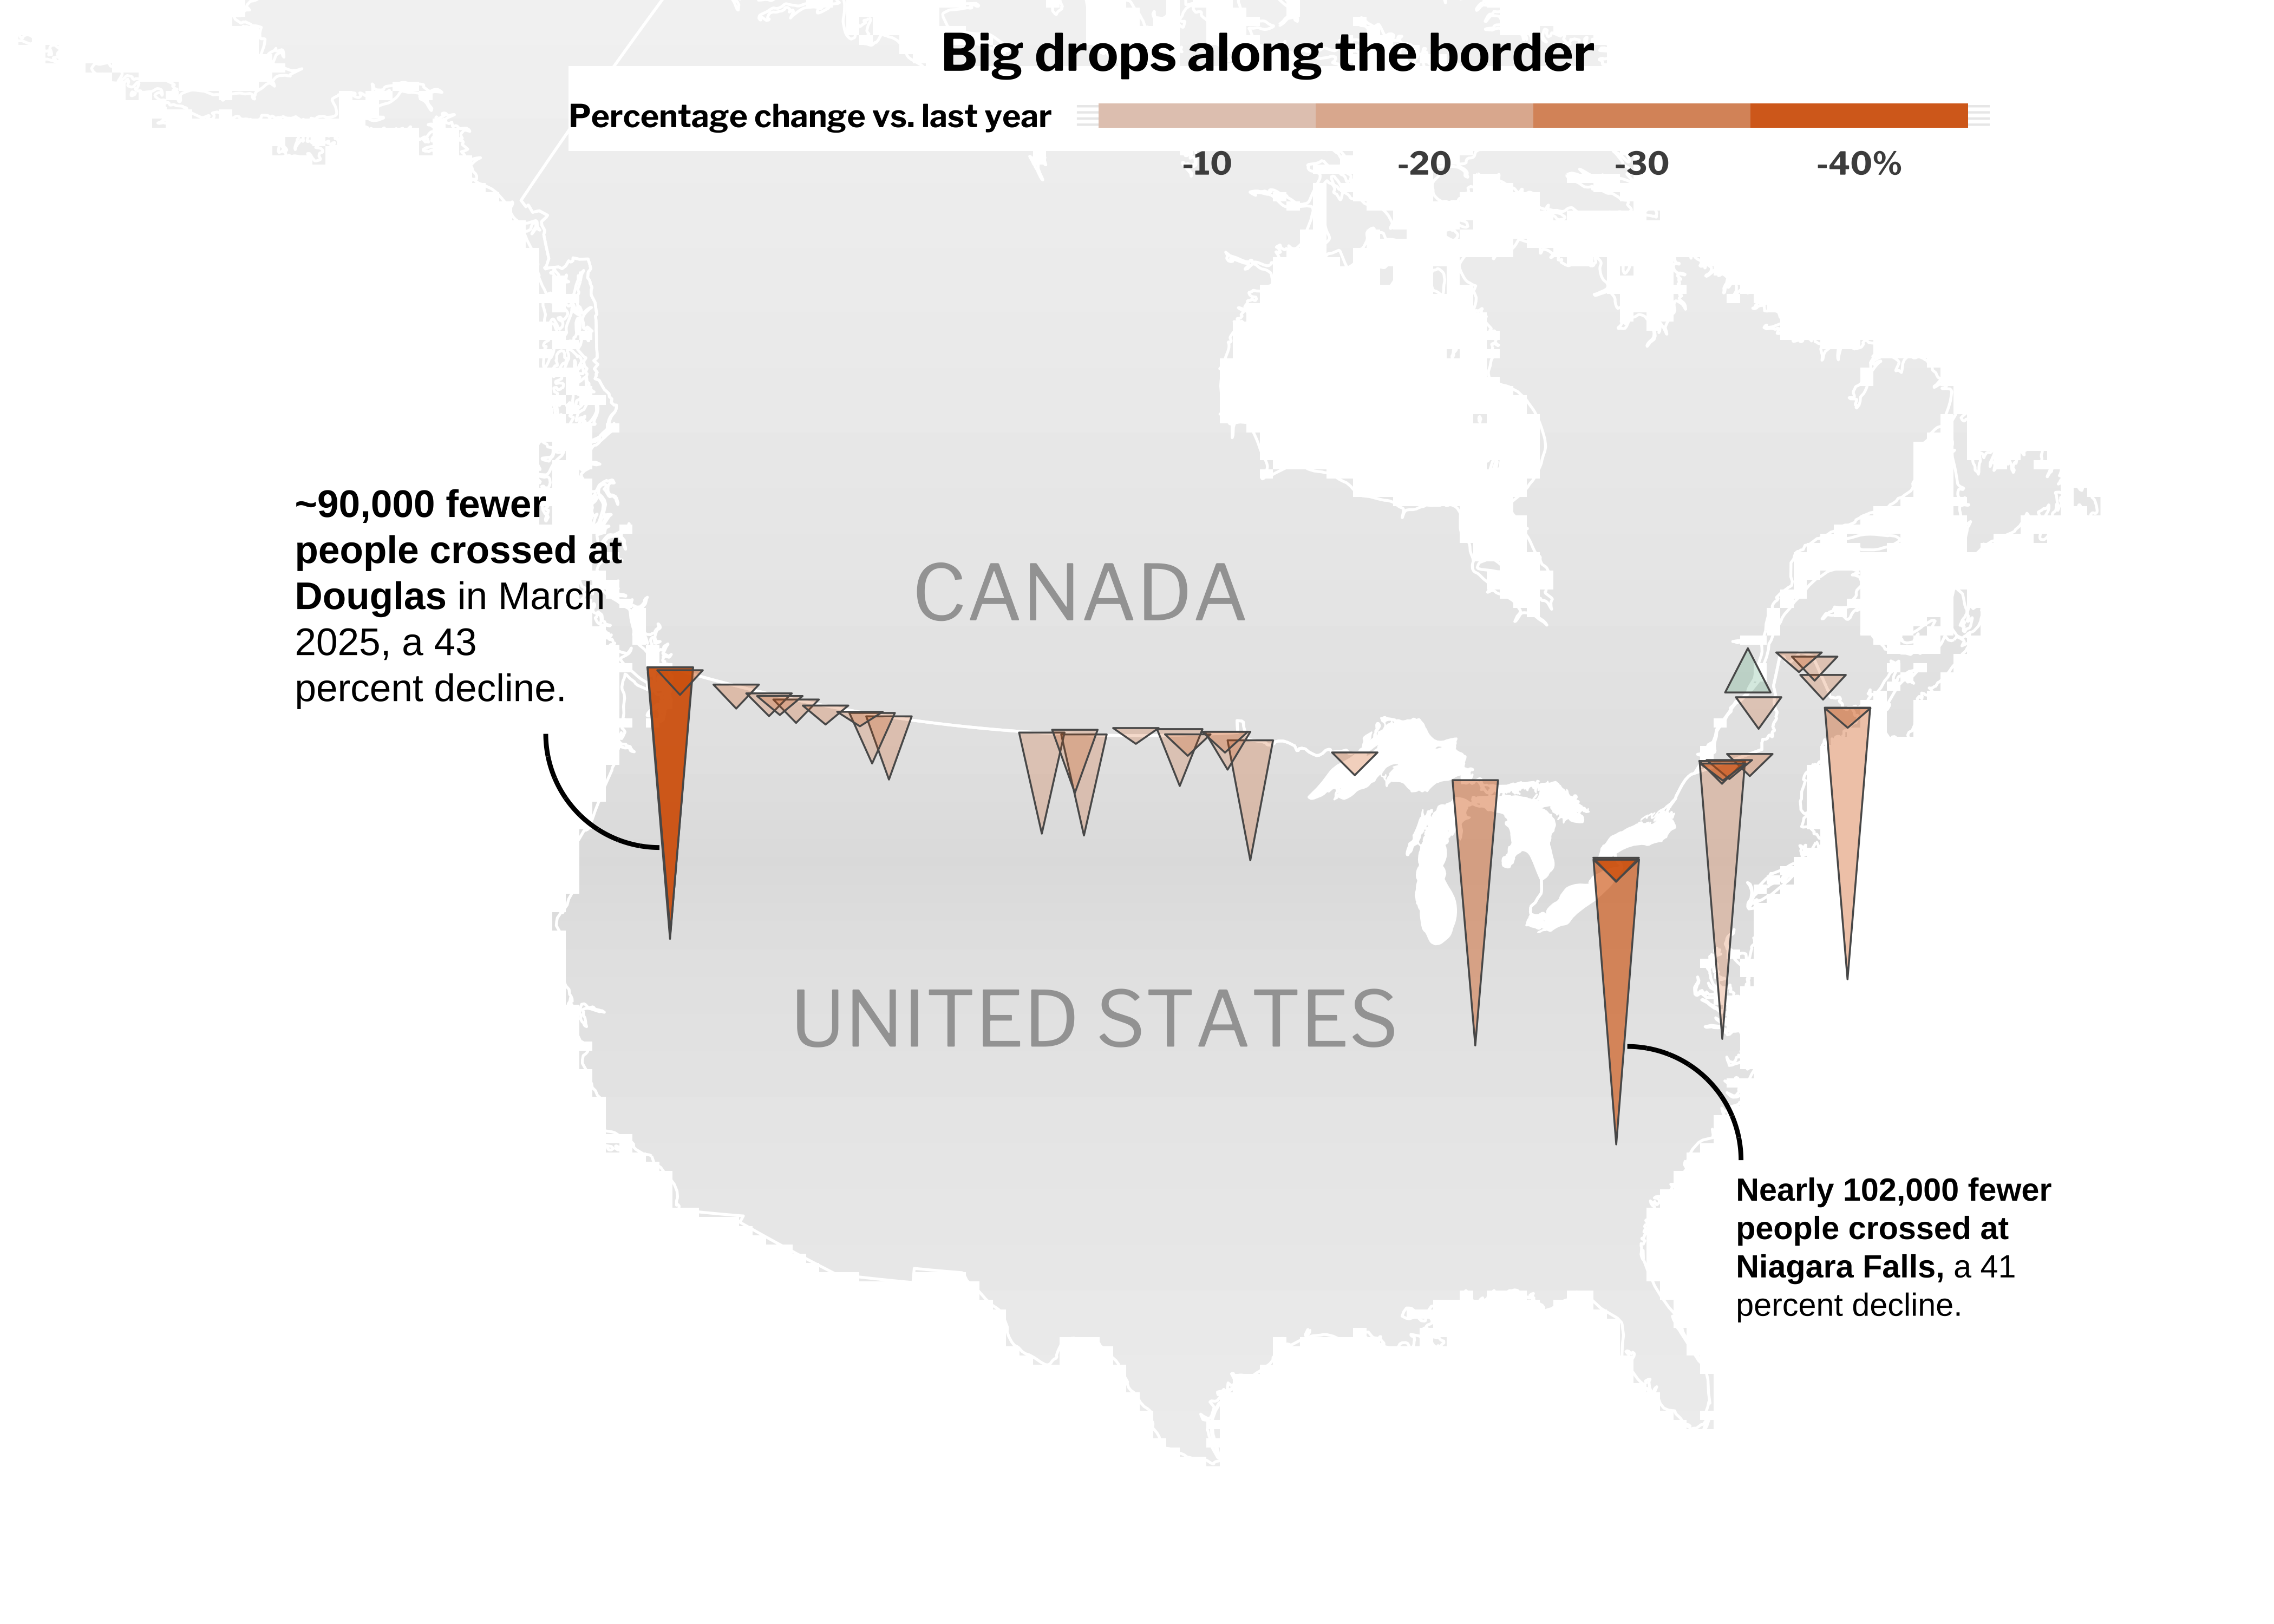 Big drops along the border
Percentage change vs. last year
-10 -20 -30 -40%
~90,000 fewer
people crossed at
Douglas in March
2025, a 43
percent decline.
CANADA
UNITED STATES
Nearly 102,000 fewer
people crossed at
Niagara Falls, a 41
percent decline.